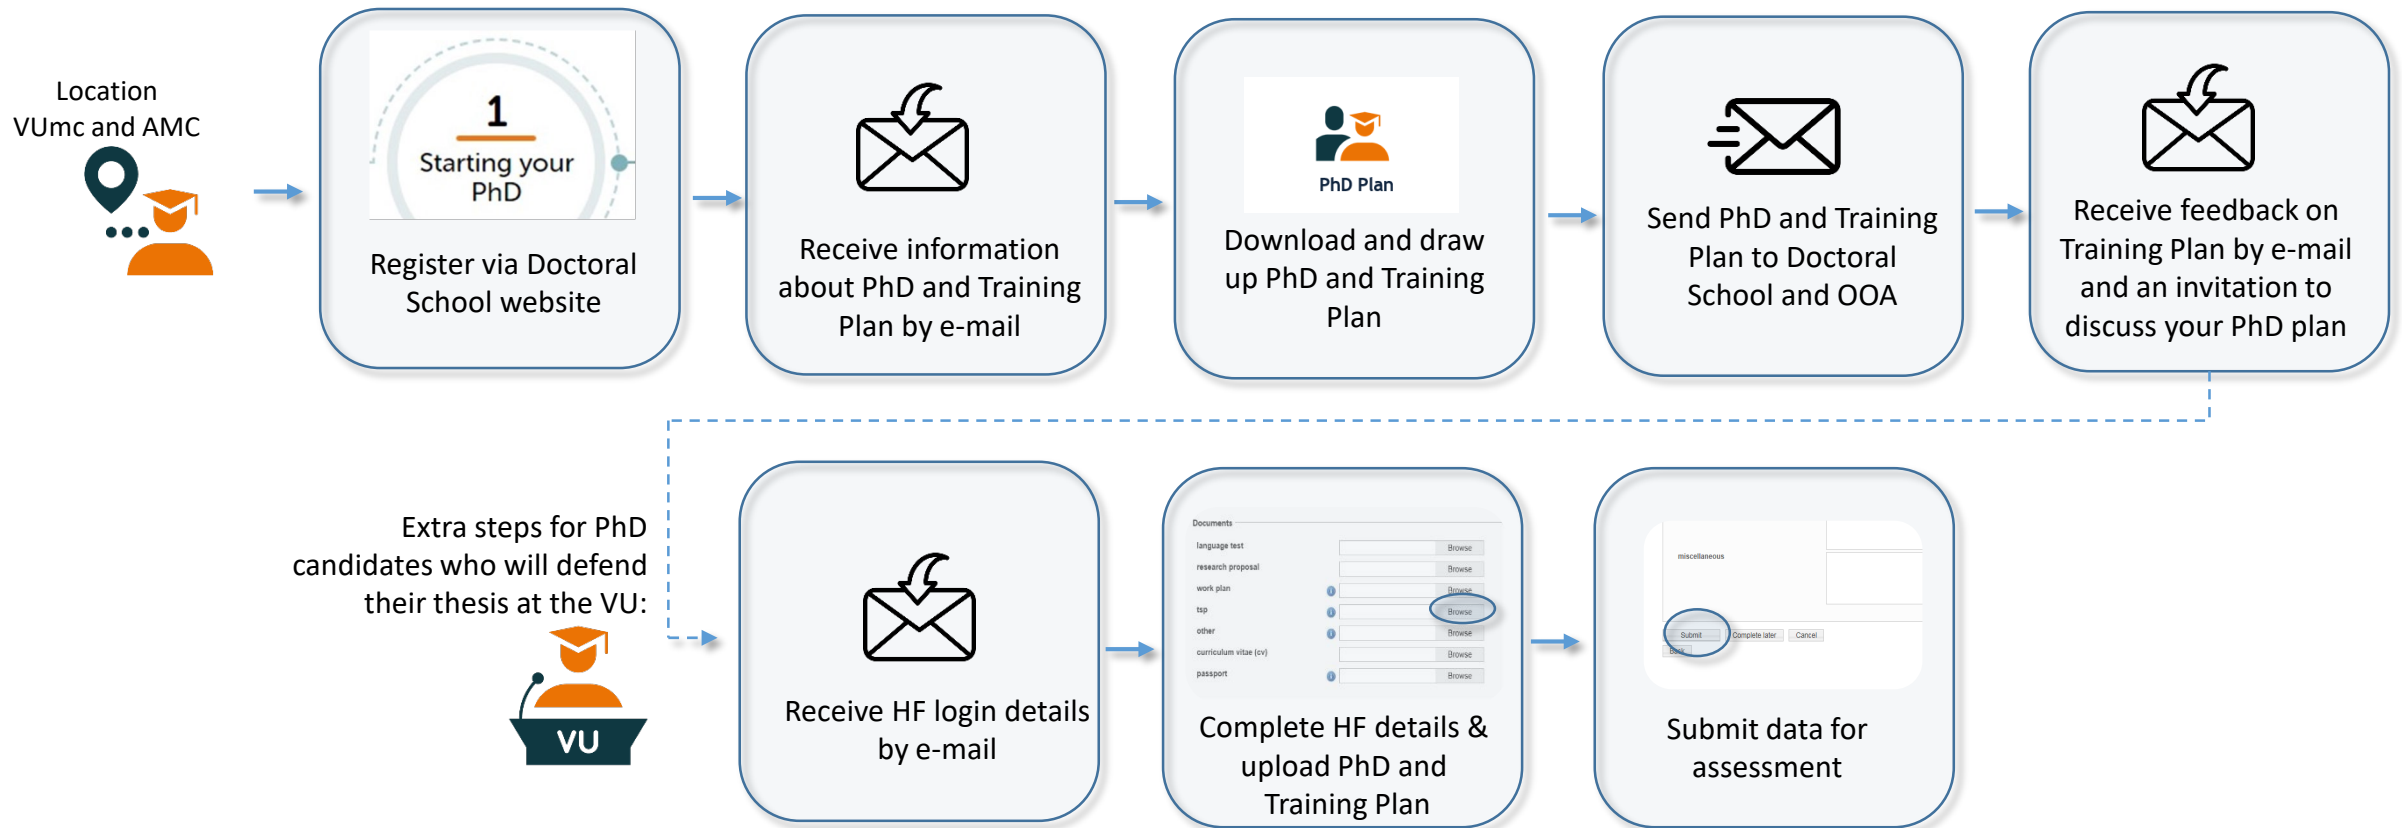 Location
VUmc and AMC
1
Starting your
PhD
Register via Doctoral
School website
Receive information
about PhD and Training
Plan by e-mail
PhD Plan
Download and draw
up PhD and Training
Plan
Send PhD and Training
Plan to Doctoral
School and OOA
Receive feedback on
Training Plan by e-mail
and an invitation to
discuss your PhD plan
Extra steps for PhD
candidates who will defend
their thesis at the VU:
VU
Receive HF login details
by e-mail
Documents
language test Browse
research proposal Browse
work plan i Browse
tsp i Browse
other i Browse
curriculum vitae (cv) Browse
passport i Browse
Complete HF details &
upload PhD and
Training Plan
miscellaneous
Submit Complete later Cancel
Back
Submit data for
assessment